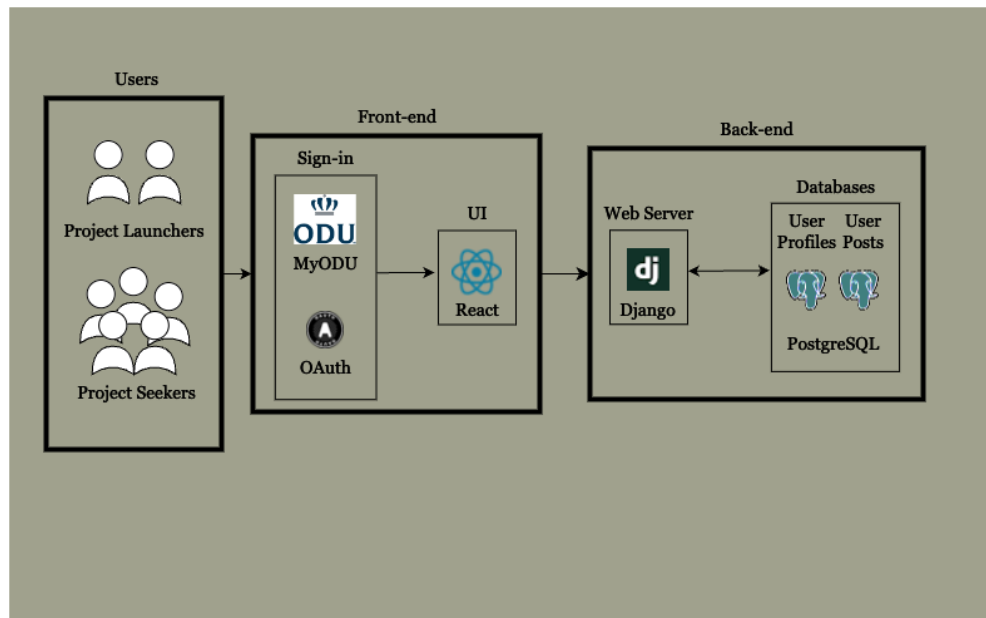 Users
Project Launchers
Project Seekers
Front-end
Sign-in
ODU
MyODU
A
OAuth
UI
React
Back-end
Web Server
dj
Django
Databases
User Profiles
User Posts
PostgreSQL